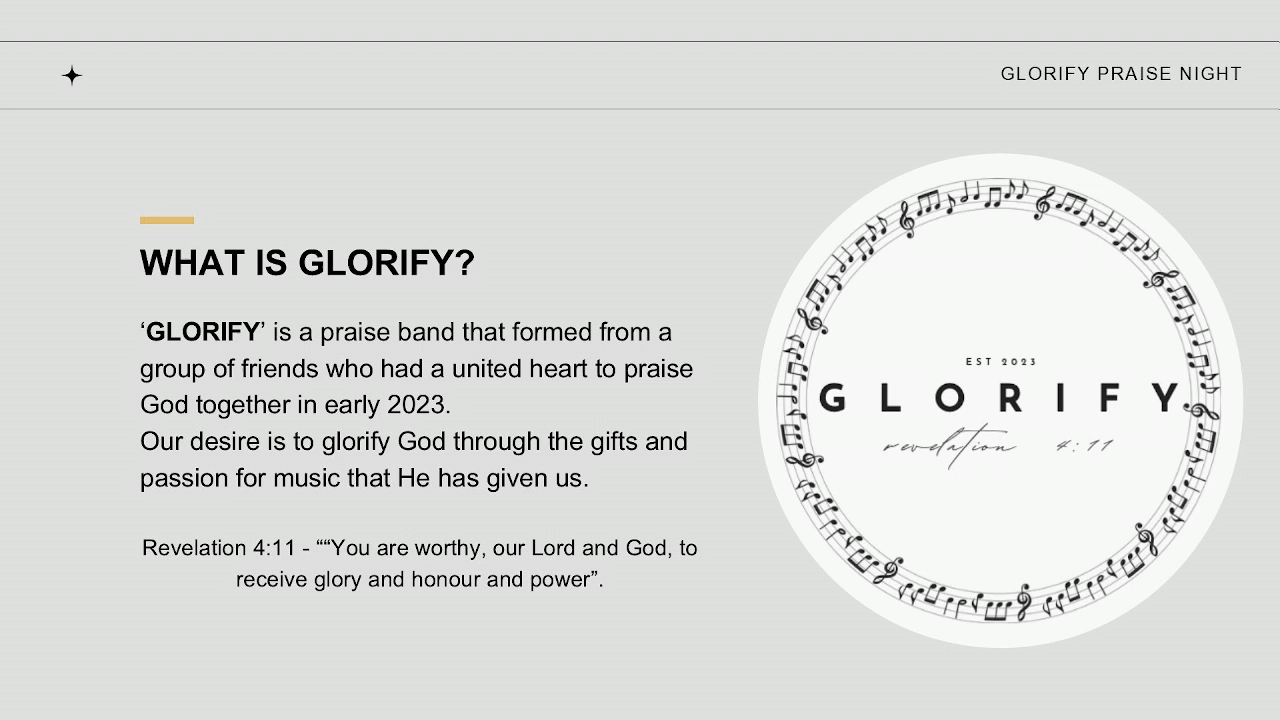 GLORIFY PRAISE NIGHT
WHAT IS GLORIFY?
‘GLORIFY’ is a praise band that formed from a
group of friends who had a united heart to praise
God together in early 2023.
Our desire is to glorify God through the gifts and
passion for music that He has given us.
Revelation 4:11 - ““You are worthy, our Lord and God, to
receive glory and honour and power”.
EST 2023
GLORIFY
revelation 4:11